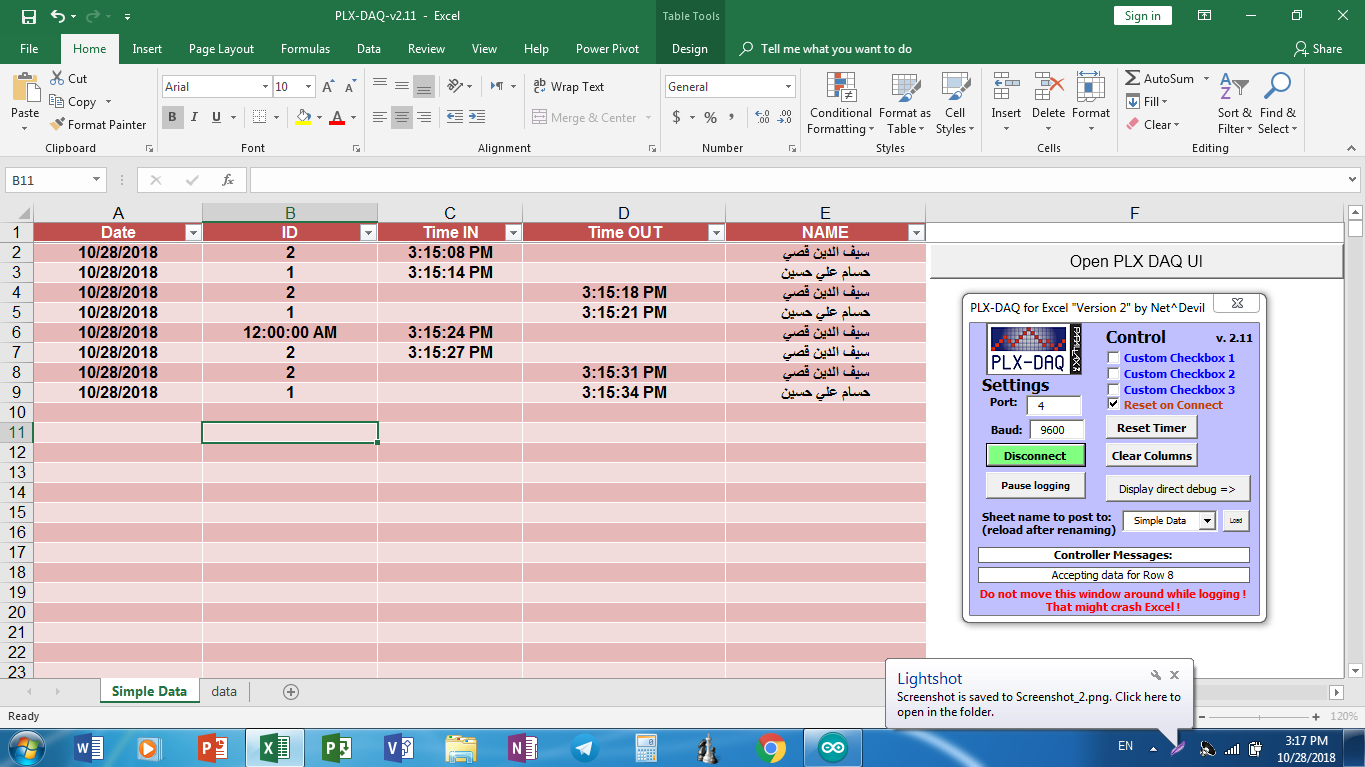 PLX-DAQ-v2.11 - Excel
Table Tools
Sign in
File Home Insert Page Layout Formulas Data Review View Help Power Pivot Design Tell me what you want to do Share
Paste
Cut
Copy
Format Painter
Clipboard
Arial 10
B I U
Font
Wrap Text
Merge & Center
Alignment
General
$ % ,
Number
Conditional Formatting
Format as Table
Cell Styles
Styles
Insert Delete Format
Cells
AutoSum
Fill
Clear
Sort & Filter
Find & Select
Editing
B11 fx
A B C D E F
1 Date ID Time IN Time OUT NAME
2 10/28/2018 2 3:15:08 PM سيف الدين قصي
3 10/28/2018 1 3:15:14 PM حسام علي حسين
4 10/28/2018 2 3:15:18 PM سيف الدين قصي
5 10/28/2018 1 3:15:21 PM حسام علي حسين
6 10/28/2018 12:00:00 AM 3:15:24 PM سيف الدين قصي
7 10/28/2018 2 3:15:27 PM سيف الدين قصي
8 10/28/2018 2 3:15:31 PM سيف الدين قصي
9 10/28/2018 1 3:15:34 PM حسام علي حسين
10
11
12
13
14
15
16
17
18
19
20
21
22
23
Open PLX DAQ UI
PLX-DAQ for Excel "Version 2" by Net^Devil
PLX-DAQ
PARALLAX
Control v. 2.11
Custom Checkbox 1
Custom Checkbox 2
Custom Checkbox 3
Reset on Connect
Settings
Port: 4
Baud: 9600
Reset Timer
Disconnect
Clear Columns
Pause logging
Display direct debug =>
Sheet name to post to:
(reload after renaming)
Simple Data
Load
Controller Messages:
Accepting data for Row 8
Do not move this window around while logging !
That might crash Excel !
Simple Data data
Lightshot
Screenshot is saved to Screenshot_2.png. Click here to
open in the folder.
Ready
120%
EN
3:17 PM
10/28/2018